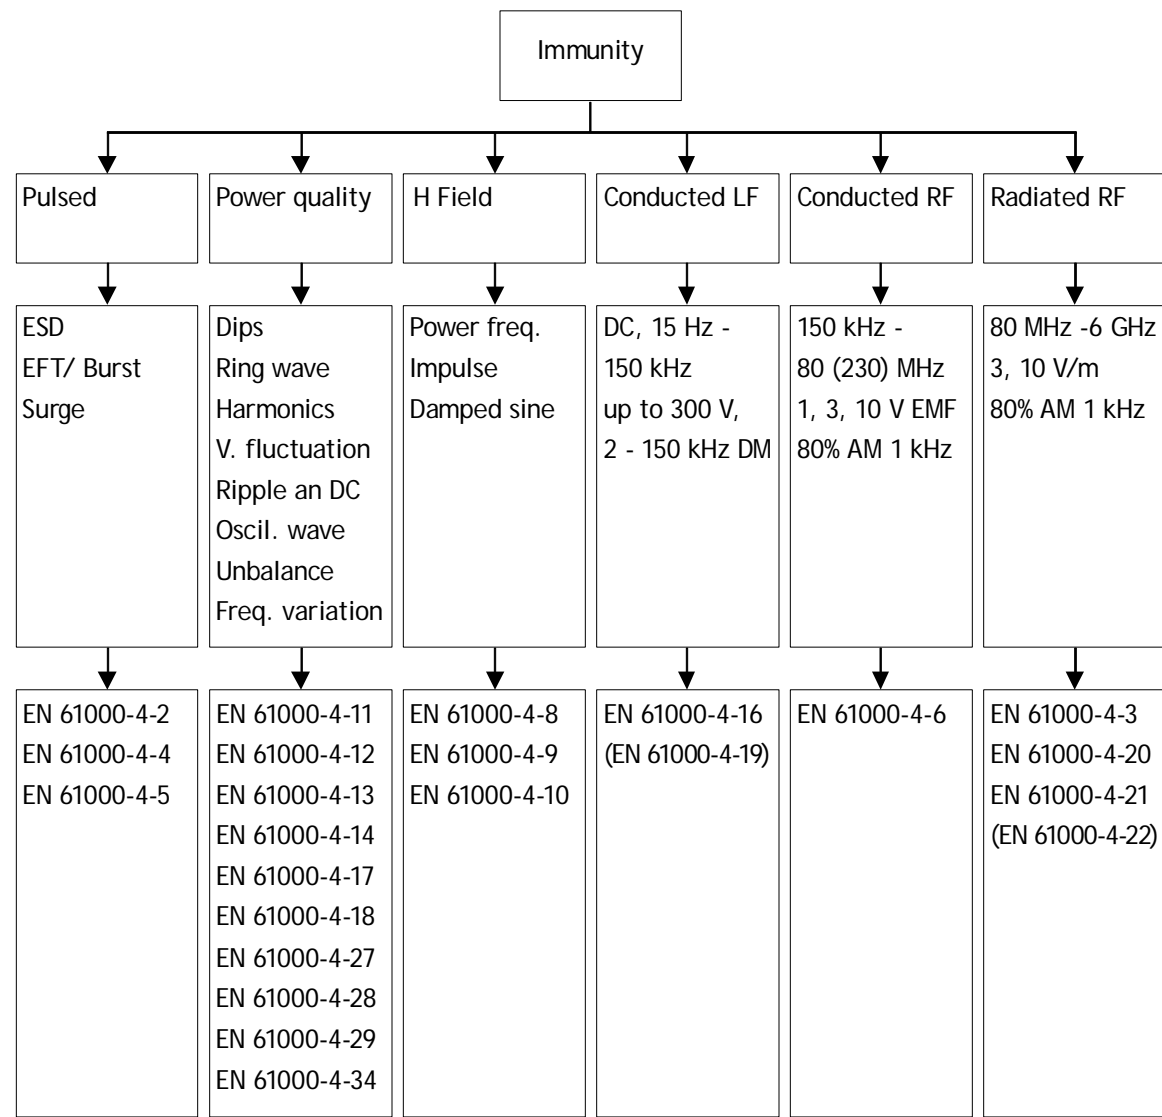 Immunity
Pulsed
Power quality
H Field
Conducted LF
Conducted RF
Radiated RF
ESD
EFT/ Burst
Surge
Dips
Ring wave
Harmonics
V. fluctuation
Ripple an DC
Oscil. wave
Unbalance
Freq. variation
Power freq.
Impulse
Damped sine
DC, 15 Hz -
150 kHz
up to 300 V,
2 - 150 kHz DM
150 kHz -
80 (230) MHz
1, 3, 10 V EMF
80% AM 1 kHz
80 MHz -6 GHz
3, 10 V/m
80% AM 1 kHz
EN 61000-4-2
EN 61000-4-4
EN 61000-4-5
EN 61000-4-11
EN 61000-4-12
EN 61000-4-13
EN 61000-4-14
EN 61000-4-17
EN 61000-4-18
EN 61000-4-27
EN 61000-4-28
EN 61000-4-29
EN 61000-4-34
EN 61000-4-8
EN 61000-4-9
EN 61000-4-10
EN 61000-4-16
(EN 61000-4-19)
EN 61000-4-6
EN 61000-4-3
EN 61000-4-20
EN 61000-4-21
(EN 61000-4-22)